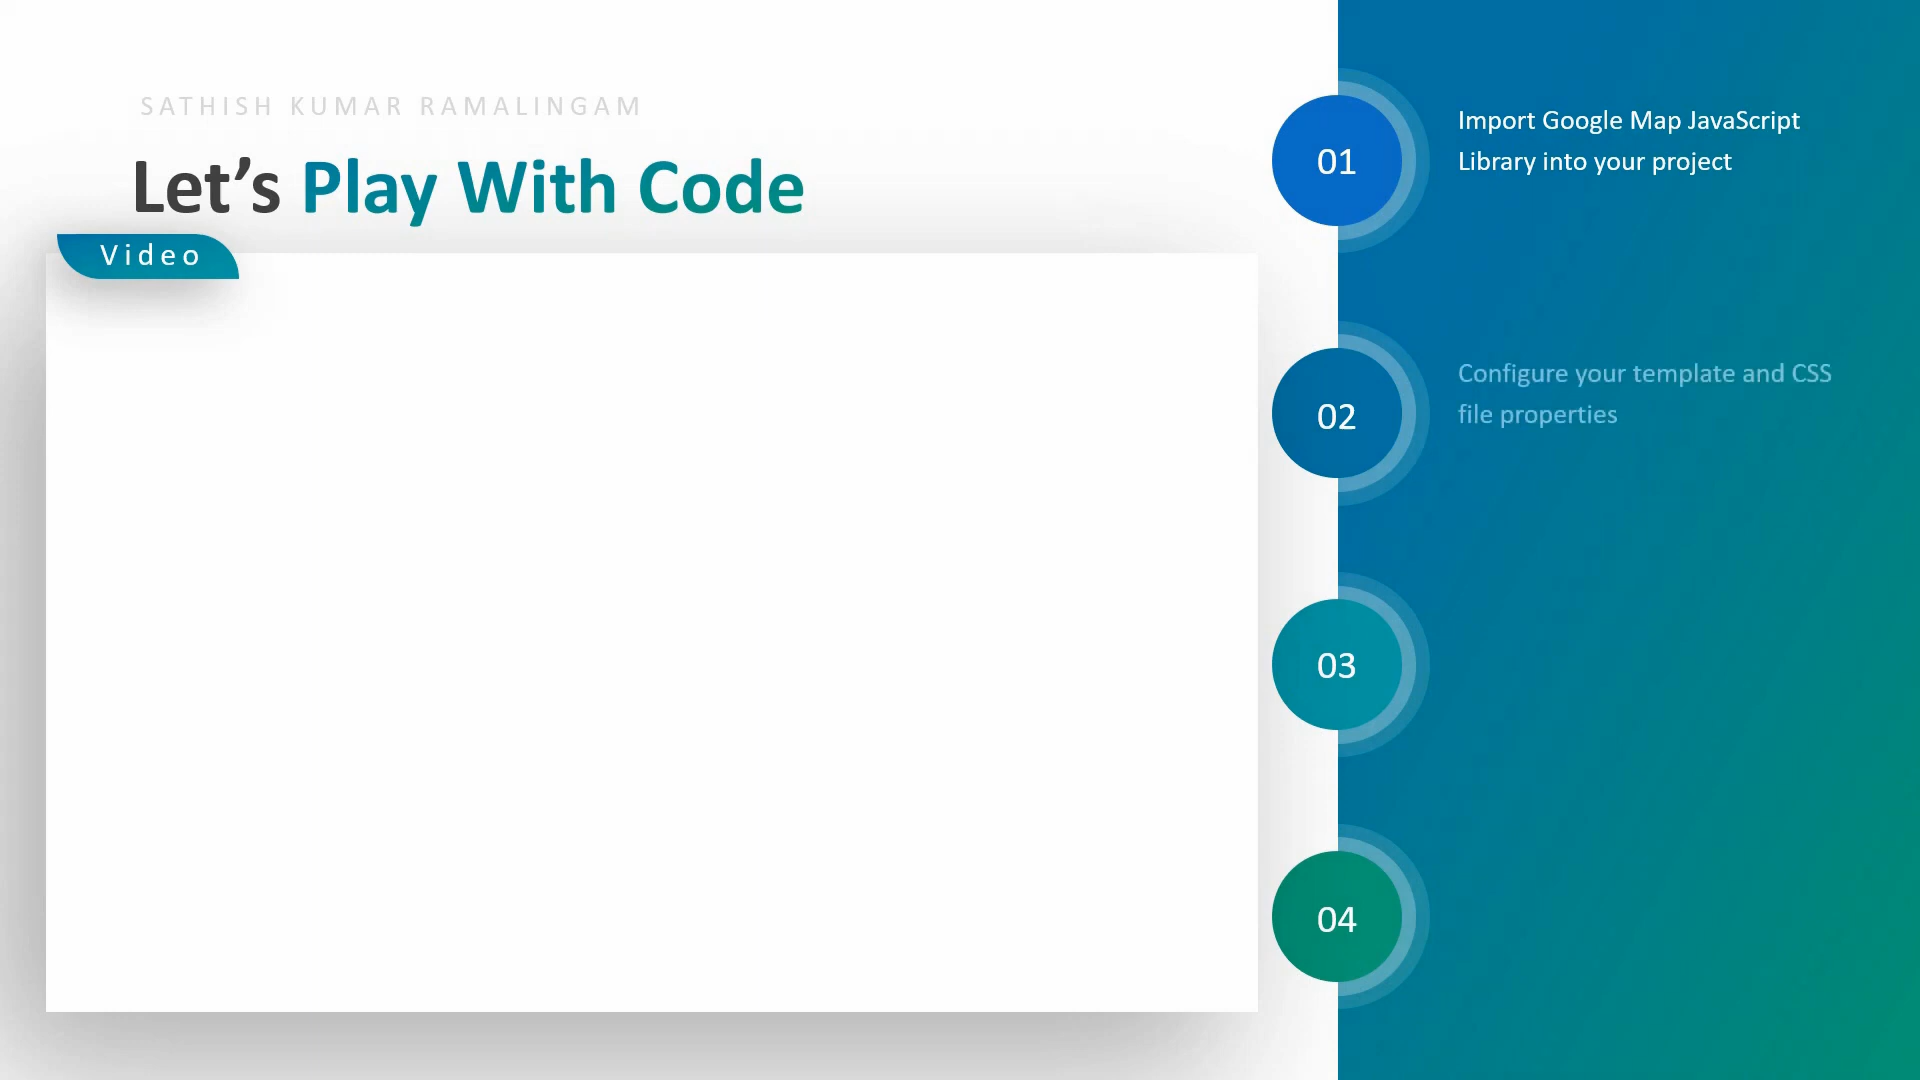 SATHISH KUMAR RAMALINGAM
Let’s Play With Code
Video
01
Import Google Map JavaScript
Library into your project
02
Configure your template and CSS
file properties
03
04